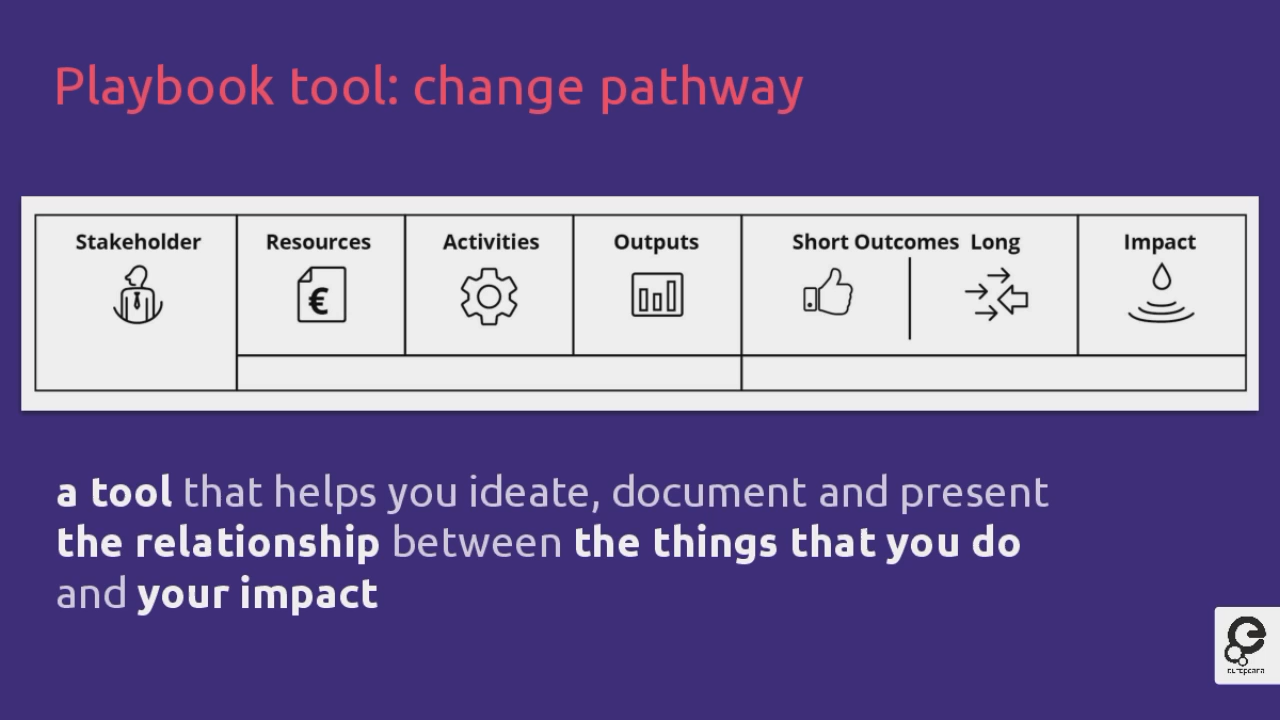 Playbook tool: change pathway
Stakeholder Resources Activities Outputs Short Outcomes Long Impact
€
a tool that helps you ideate, document and present
the relationship between the things that you do
and your impact
europeana